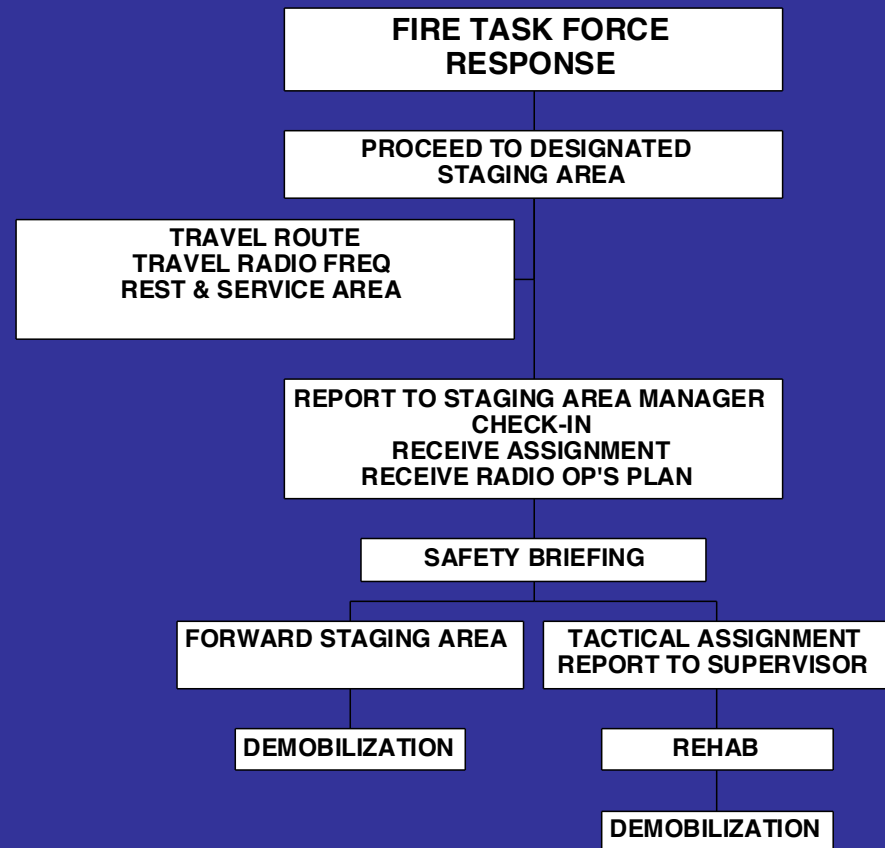 FIRE TASK FORCE
RESPONSE
PROCEED TO DESIGNATED
STAGING AREA
TRAVEL ROUTE
TRAVEL RADIO FREQ
REST & SERVICE AREA
REPORT TO STAGING AREA MANAGER
CHECK-IN
RECEIVE ASSIGNMENT
RECEIVE RADIO OP'S PLAN
SAFETY BRIEFING
FORWARD STAGING AREA
DEMOBILIZATION
TACTICAL ASSIGNMENT
REPORT TO SUPERVISOR
REHAB
DEMOBILIZATION